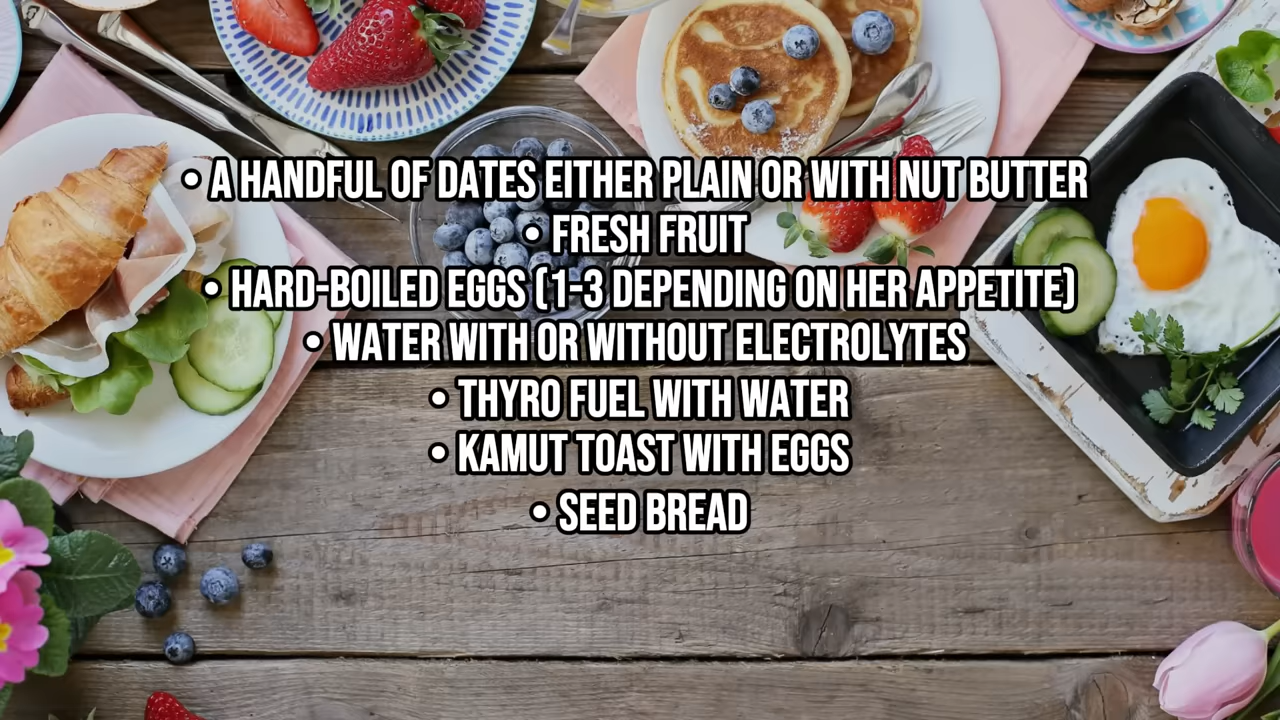 • A HANDFUL OF DATES EITHER PLAIN OR WITH NUT BUTTER
• FRESH FRUIT
• HARD-BOILED EGGS (1-3 DEPENDING ON HER APPETITE)
• WATER WITH OR WITHOUT ELECTROLYTES
• THYRO FUEL WITH WATER
• KAMUT TOAST WITH EGGS
• SEED BREAD